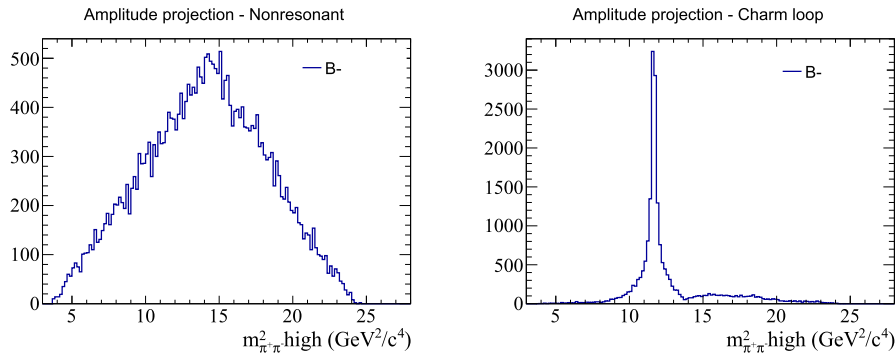 Amplitude projection - Nonresonant
500
400
300
200
100
0
B-
5 10 15 20 25
m²π⁺π⁻high (GeV²/c⁴)
Amplitude projection - Charm loop
3000
2500
2000
1500
1000
500
0
B-
5 10 15 20 25
m²π⁺π⁻high (GeV²/c⁴)